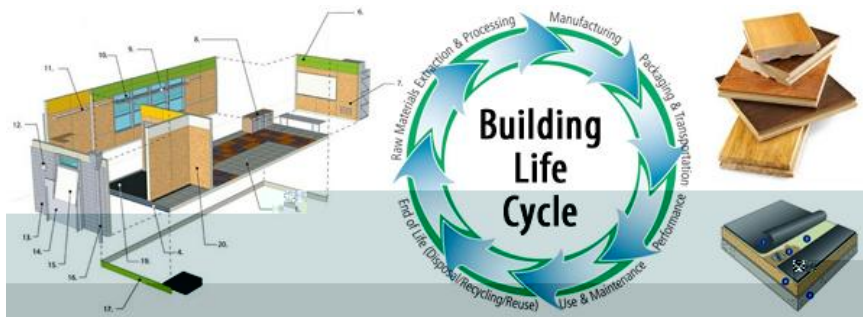 6.
8.
9.
10.
11.
7.
12.
13.
14.
15.
16.
19.
4.
20.
17.
Building
Life
Cycle
Raw Materials Extraction & Processing
Manufacturing
Packaging & Transportation
Performance
Use & Maintenance
End of Life (Disposal/Recycling/Reuse)